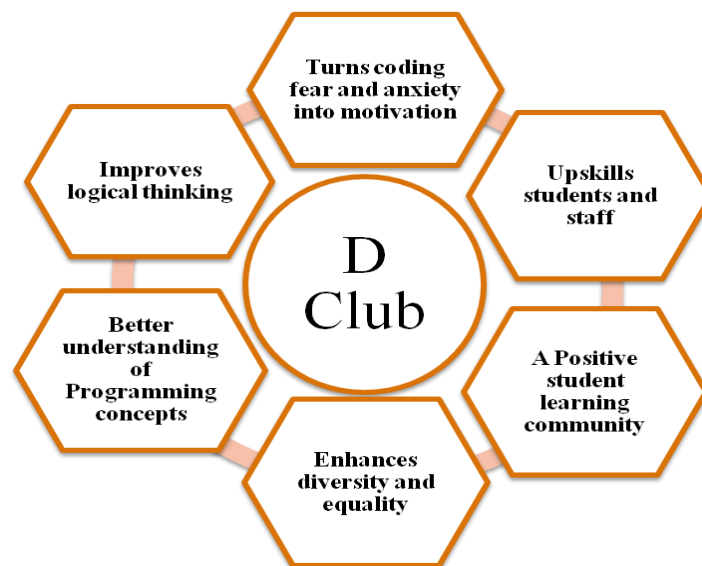 Turns coding
fear and anxiety
into motivation
Improves
logical thinking
Upskills
students and
staff
D
Club
Better
understanding
of
Programming
concepts
A Positive
student
learning
community
Enhances
diversity and
equality